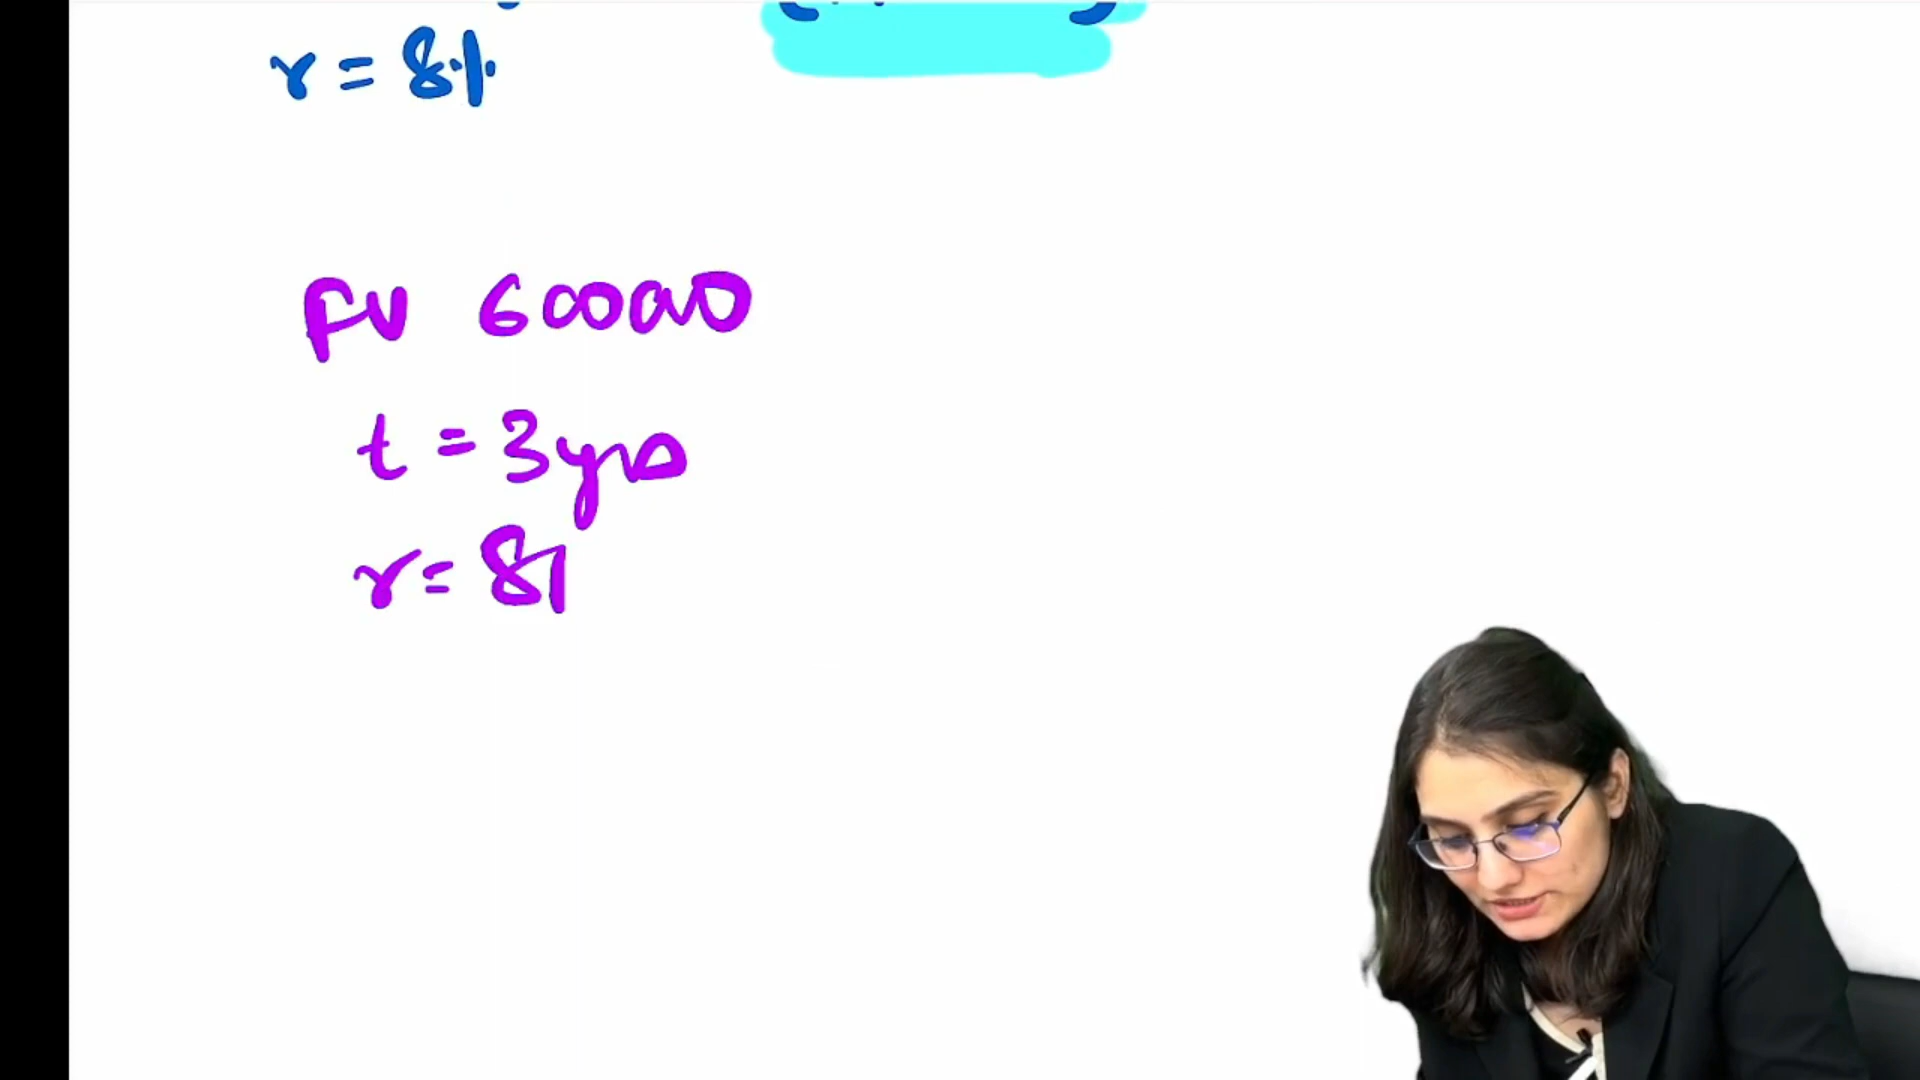 r = 8%
FV 60000
t = 3yrs
r = 8%